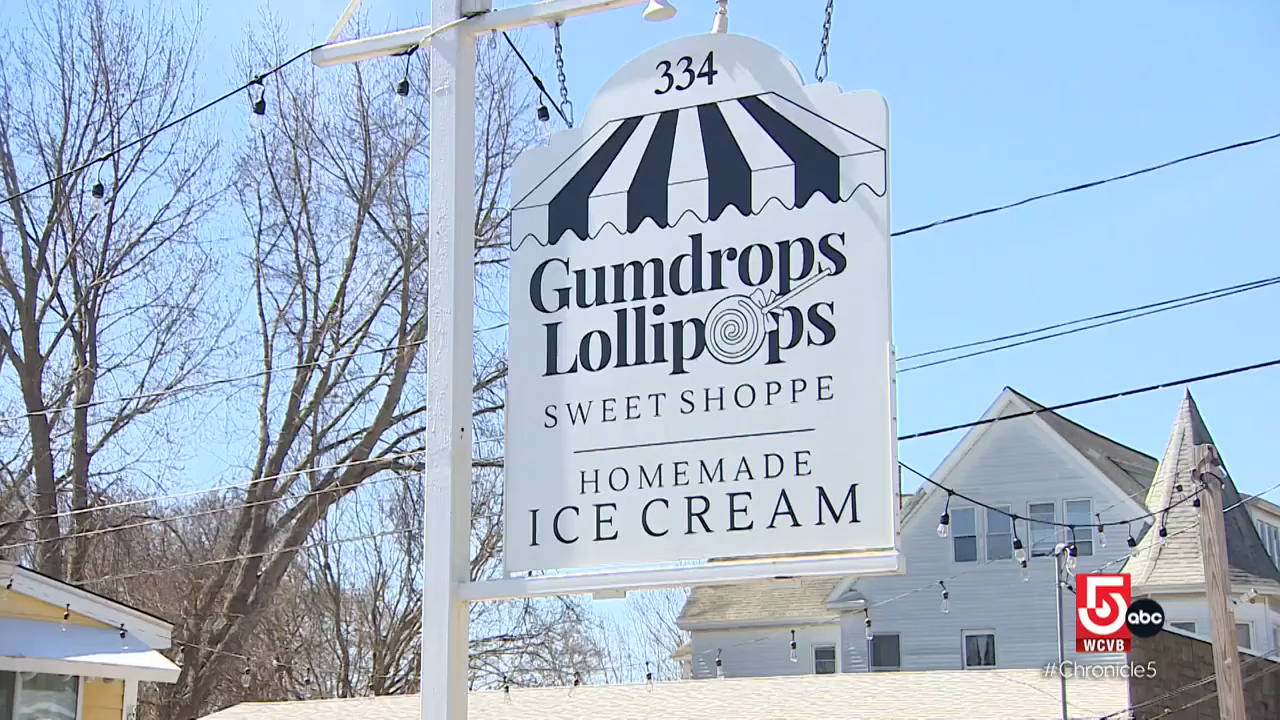 334
Gumdrops
Lollipops
SWEET SHOPPE
HOMEMADE
ICE CREAM
5
abc
WCVB
#Chronicle5